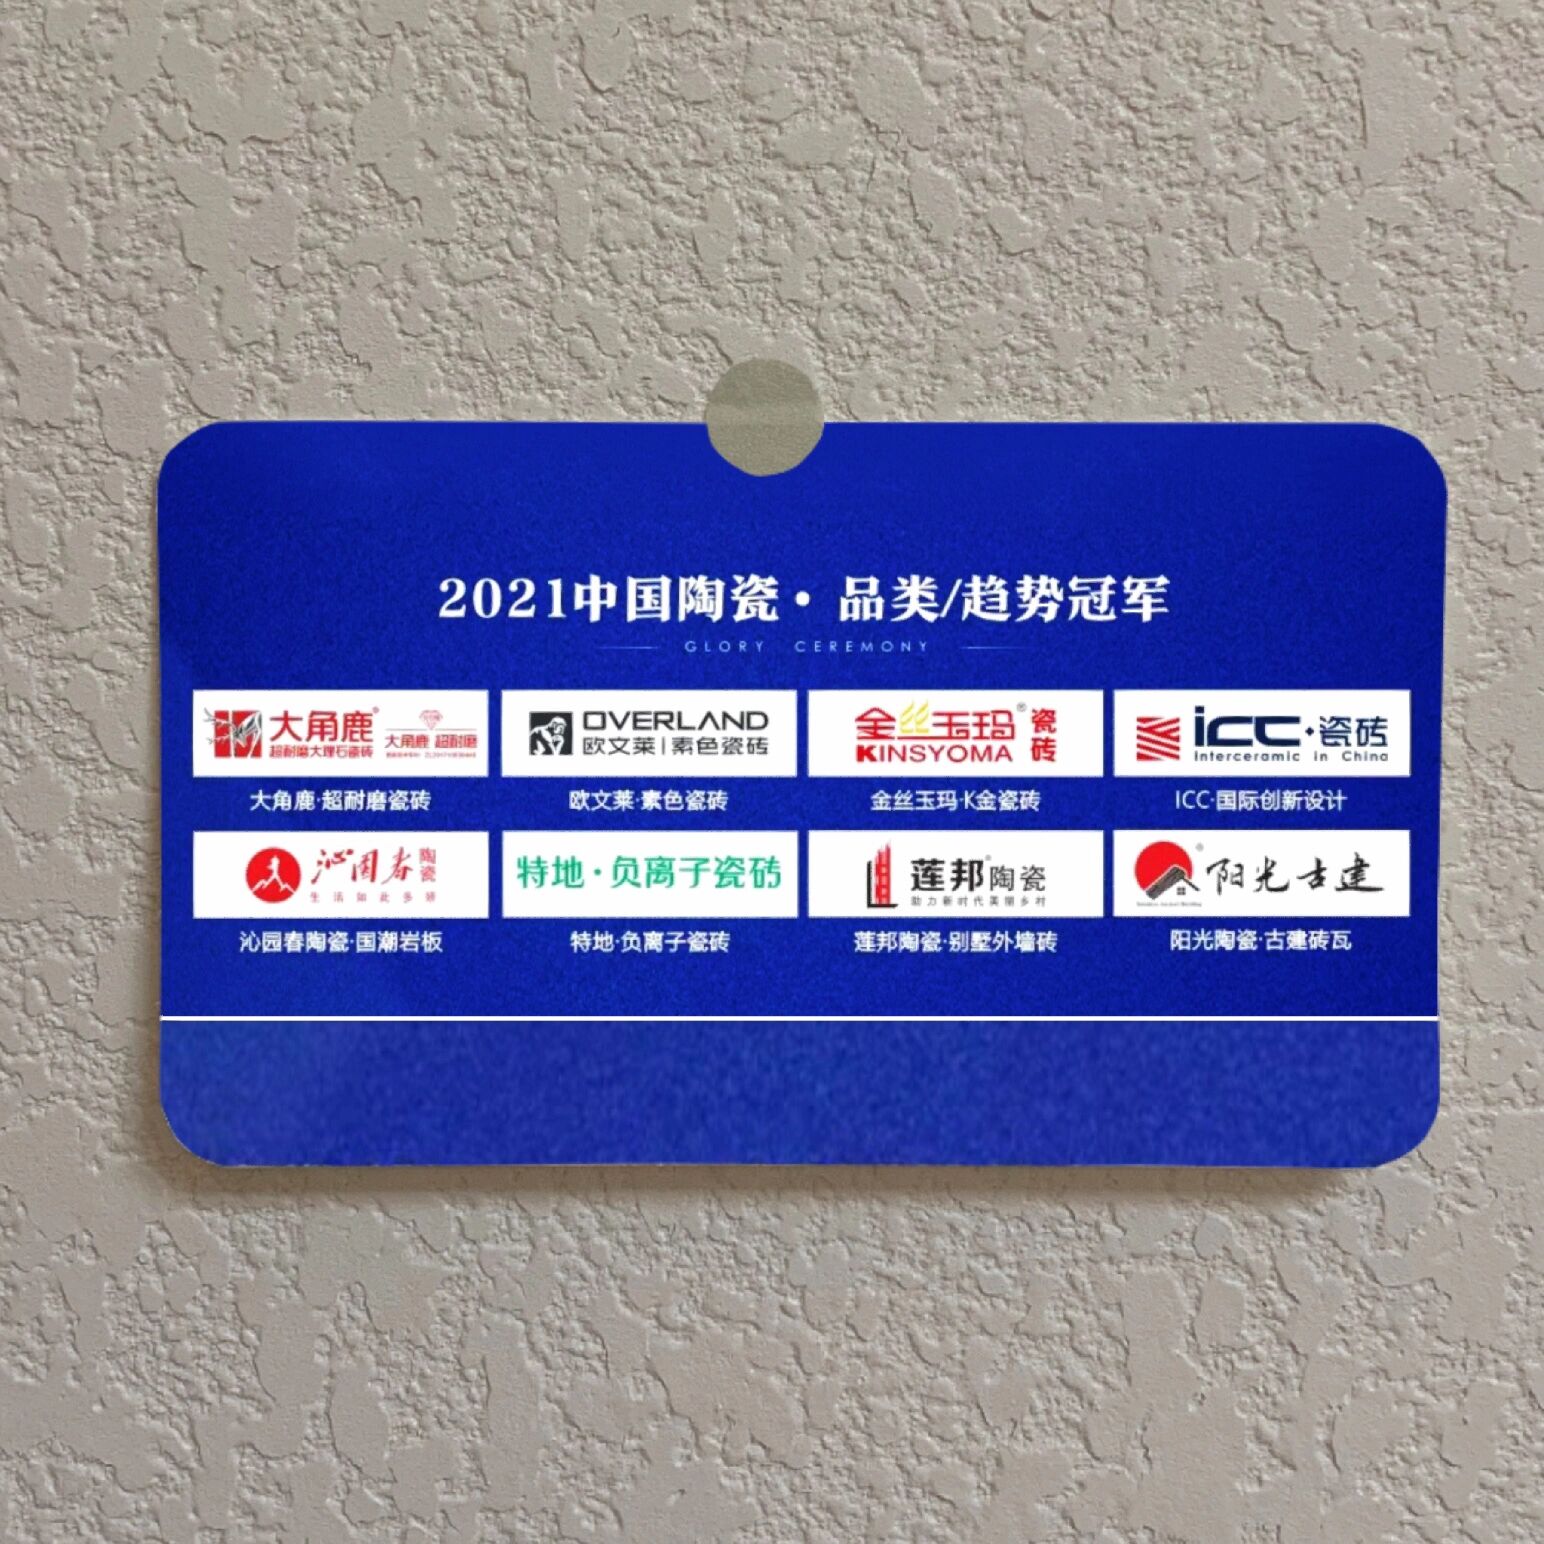 2021中国陶瓷·品类/趋势冠军
GLORY CEREMONY
大角鹿®
超耐磨大理石瓷砖
大角鹿 超耐磨
OVERLAND
欧文莱|素色瓷砖
金丝玉玛®瓷砖
KINSYOMA
icc·瓷砖
Interceramic in China
大角鹿·超耐磨瓷砖
欧文莱·素色瓷砖
金丝玉玛·K金瓷砖
ICC·国际创新设计
沁园春陶瓷
生活如此多娇
特地·负离子瓷砖
莲邦®陶瓷
助力新时代美丽乡村
阳光古建
沁园春陶瓷·国潮岩板
特地·负离子瓷砖
莲邦陶瓷·别墅外墙砖
阳光陶瓷·古建砖瓦